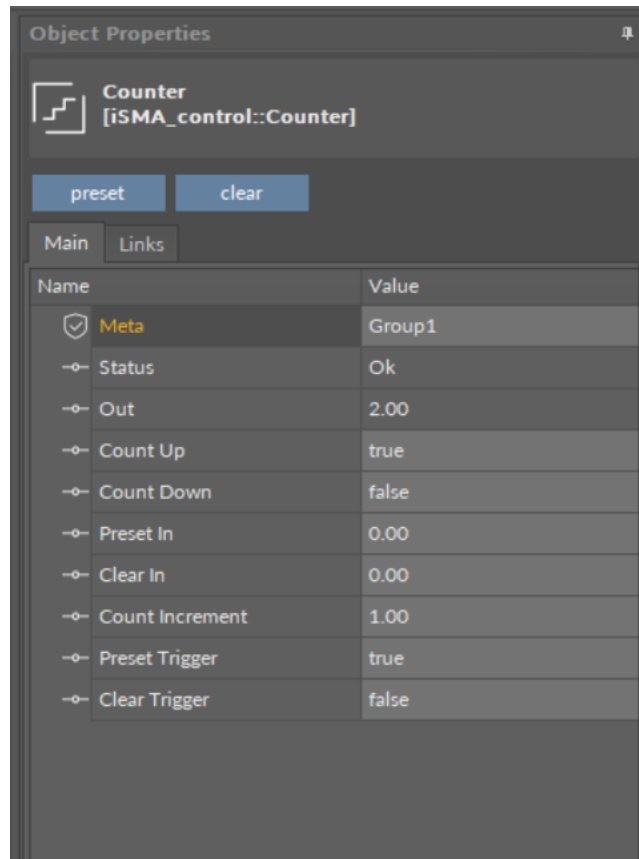 Object Properties
Counter
[iSMA_control::Counter]
preset clear
Main Links
Name Value
Meta Group1
Status Ok
Out 2.00
Count Up true
Count Down false
Preset In 0.00
Clear In 0.00
Count Increment 1.00
Preset Trigger true
Clear Trigger false